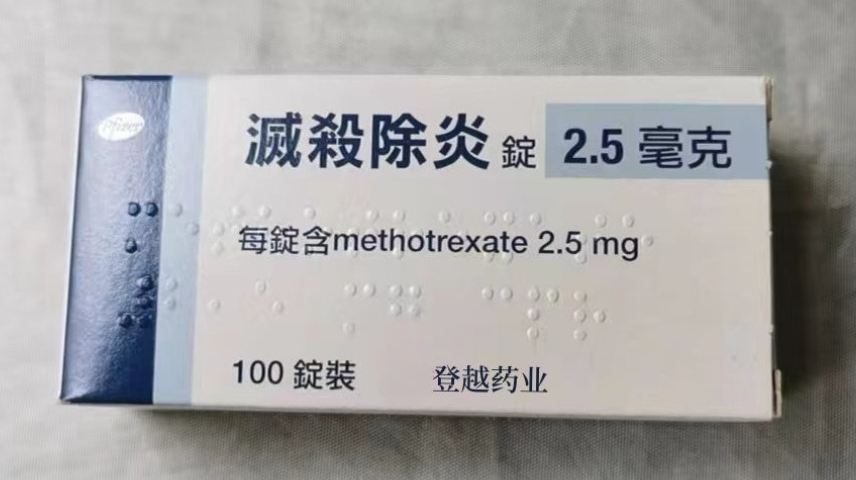 Pfizer
滅殺除炎錠 2.5 毫克
每錠含methotrexate 2.5 mg
100 錠裝
登越药业